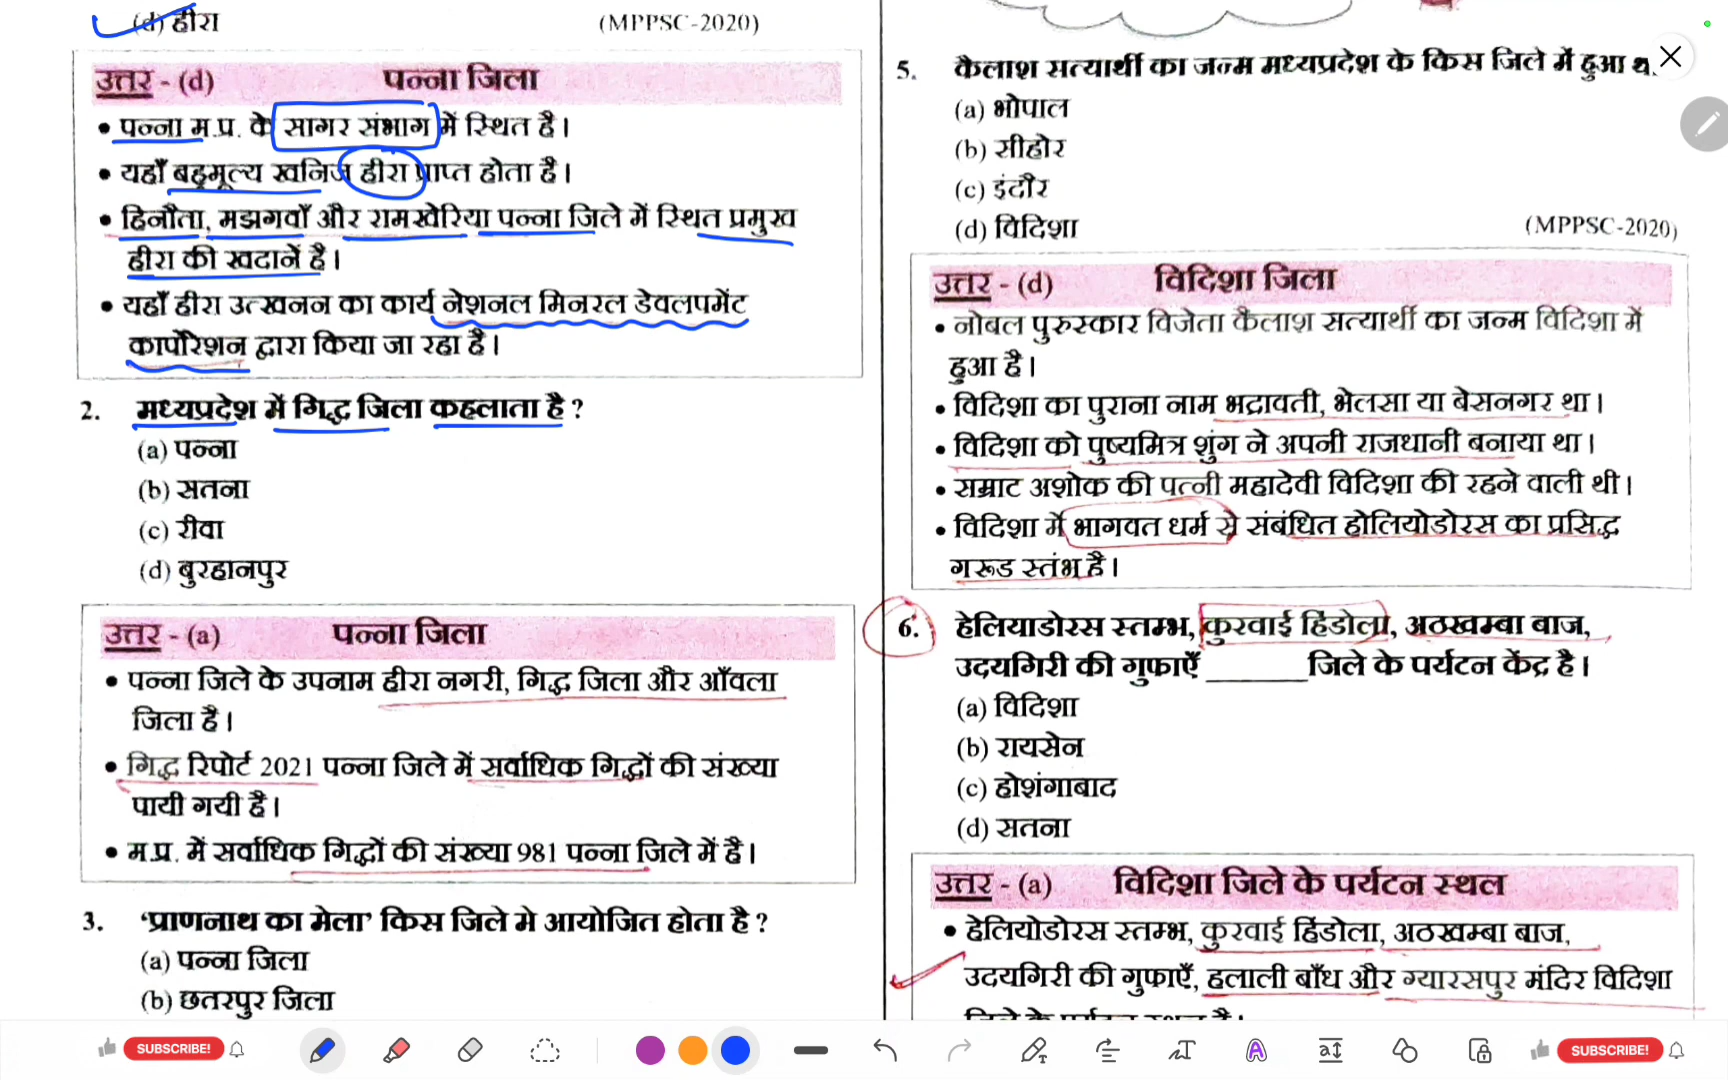 (d) हीरा
(MPPSC-2020)
उत्तर - (d) पन्ना जिला
• पन्ना म.प्र. के सागर संभाग में स्थित है।
• यहाँ बहुमूल्य खनिज हीरा प्राप्त होता है।
• हिनौता, मझगवाँ और रामखेरिया पन्ना जिले में स्थित प्रमुख
हीरा की खदानें है।
• यहाँ हीरा उत्खनन का कार्य नेशनल मिनरल डेवलपमेंट
कार्पोरेशन द्वारा किया जा रहा है।
2. मध्यप्रदेश में गिद्ध जिला कहलाता है ?
(a) पन्ना
(b) सतना
(c) रीवा
(d) बुरहानपुर
उत्तर - (a) पन्ना जिला
• पन्ना जिले के उपनाम हीरा नगरी, गिद्ध जिला और आँवला
जिला है।
• गिद्ध रिपोर्ट 2021 पन्ना जिले में सर्वाधिक गिद्धों की संख्या
पायी गयी है।
• म.प्र. में सर्वाधिक गिद्धों की संख्या 981 पन्ना जिले में है।
3. ‘प्राणनाथ का मेला’ किस जिले मे आयोजित होता है ?
(a) पन्ना जिला
(b) छतरपुर जिला
5. कैलाश सत्यार्थी का जन्म मध्यप्रदेश के किस जिले में हुआ
(a) भोपाल
(b) सीहोर
(c) इंदौर
(d) विदिशा
(MPPSC-2020)
उत्तर - (d) विदिशा जिला
• नोबल पुरुस्कार विजेता कैलाश सत्यार्थी का जन्म विदिशा में
हुआ है।
• विदिशा का पुराना नाम भद्रावती, भेलसा या बेसनगर था।
• विदिशा को पुष्यमित्र शुंग ने अपनी राजधानी बनाया था।
• सम्राट अशोक की पत्नी महादेवी विदिशा की रहने वाली थी।
• विदिशा में भागवत धर्म से संबंधित होलियोडोरस का प्रसिद्ध
गरूड स्तंभ है।
6. हेलियाडोरस स्तम्भ, कुरवाई हिंडोला, अठखम्बा बाज,
उदयगिरी की गुफाएँ ______ जिले के पर्यटन केंद्र है।
(a) विदिशा
(b) रायसेन
(c) होशंगाबाद
(d) सतना
उत्तर - (a) विदिशा जिले के पर्यटन स्थल
• हेलियोडोरस स्तम्भ, कुरवाई हिंडोला, अठखम्बा बाज,
उदयगिरी की गुफाएँ, हलाली बाँध और ग्यारसपुर मंदिर विदिशा
SUBSCRIBE!
SUBSCRIBE!